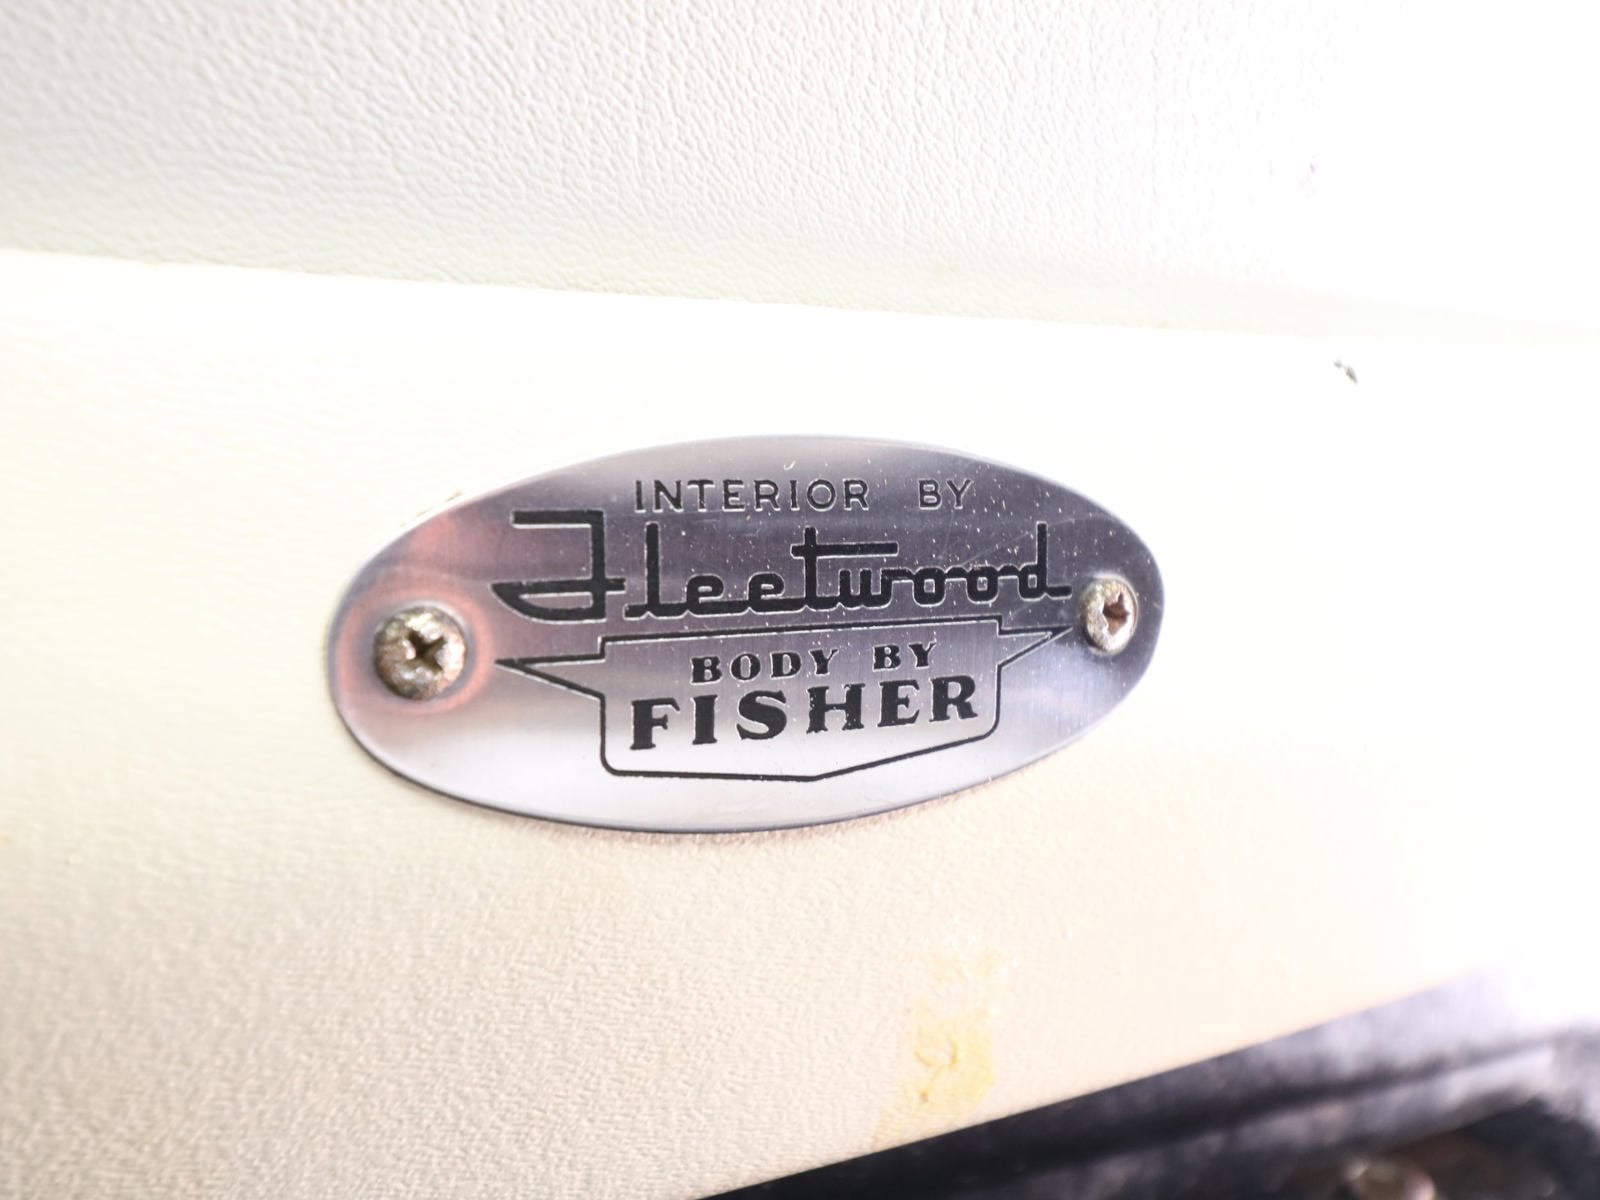 INTERIOR BY
Fleetwood
BODY BY
FISHER